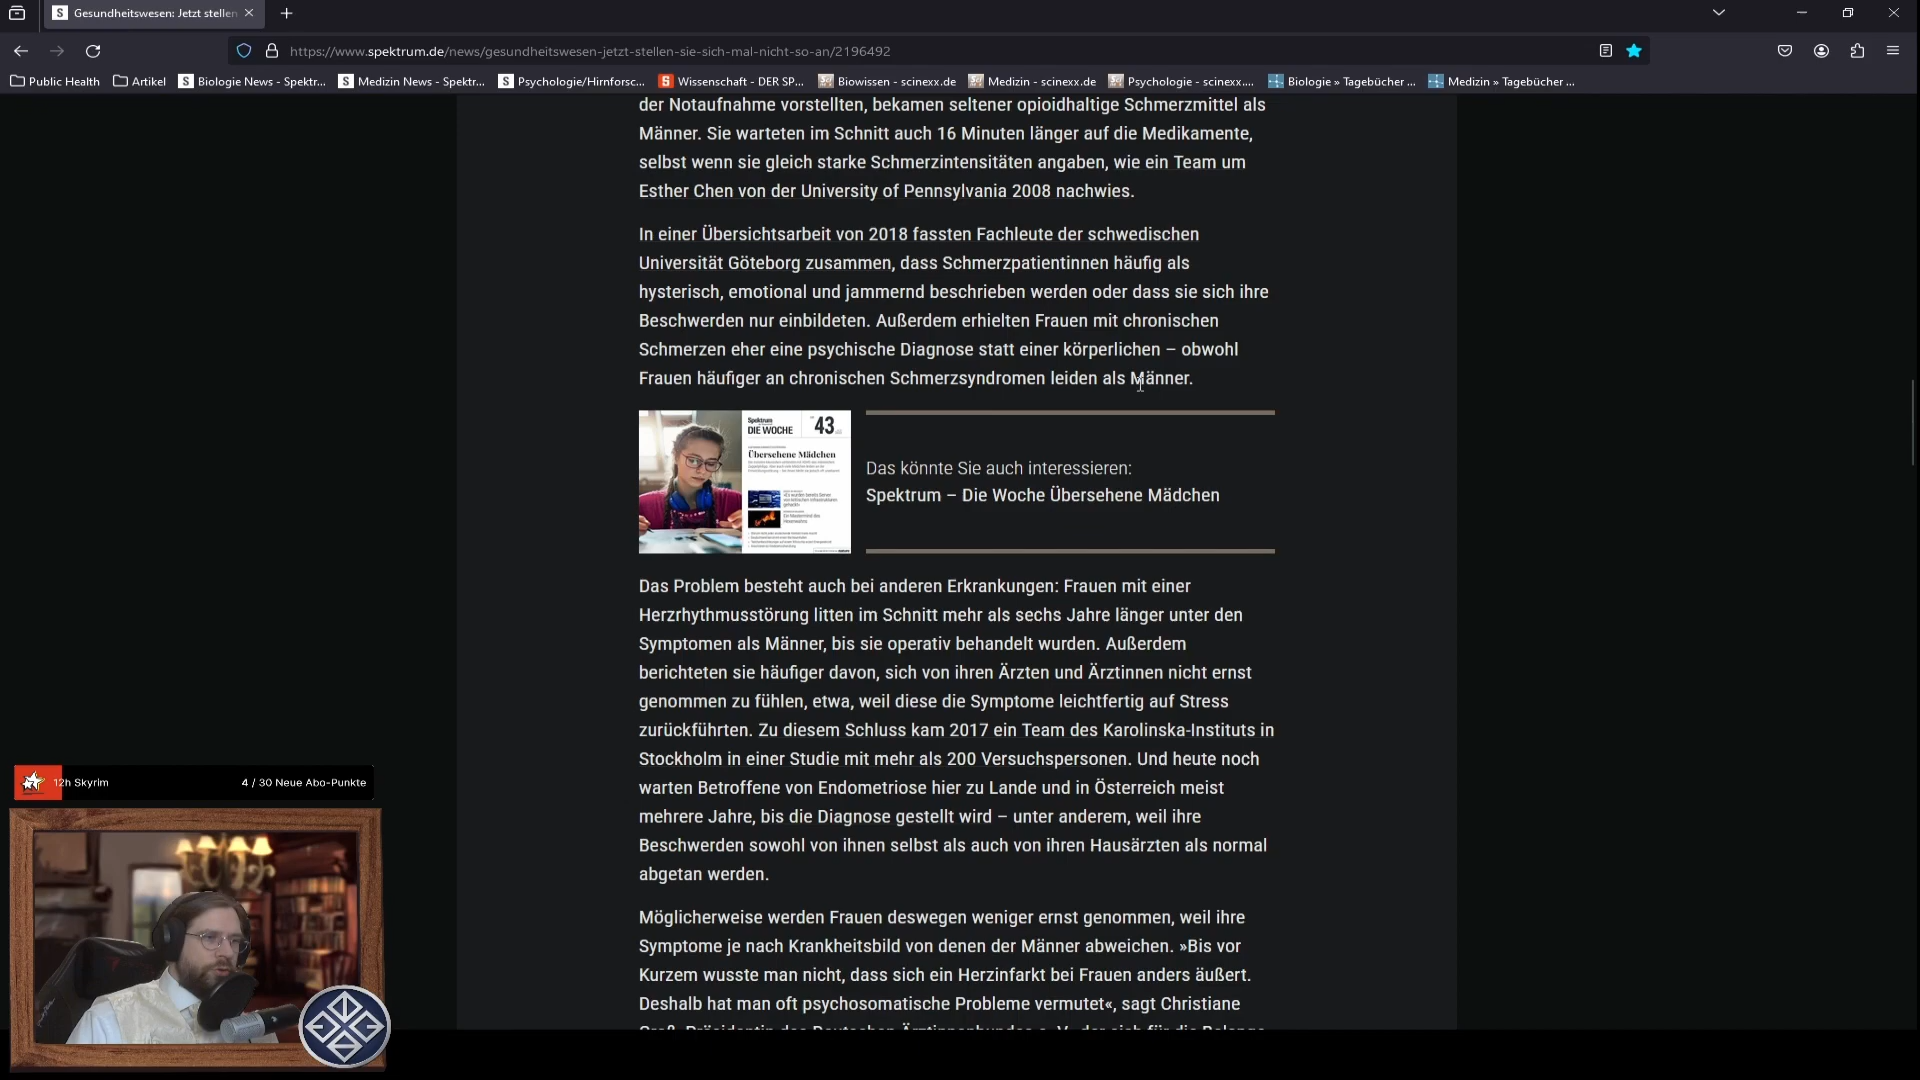 Gesundheitswesen: Jetzt stellen
https://www.spektrum.de/news/gesundheitswesen-jetzt-stellen-sie-sich-mal-nicht-so-an/2196492
Public Health
Artikel
Biologie News - Spektr...
Medizin News - Spektr...
Psychologie/Hirnforsc...
Wissenschaft - DER SP...
Biowissen - scinexx.de
Medizin - scinexx.de
Psychologie - scinexx....
Biologie » Tagebücher ...
Medizin » Tagebücher ...
der Notaufnahme vorstellten, bekamen seltener opioidhaltige Schmerzmittel als
Männer. Sie warteten im Schnitt auch 16 Minuten länger auf die Medikamente,
selbst wenn sie gleich starke Schmerzintensitäten angaben, wie ein Team um
Esther Chen von der University of Pennsylvania 2008 nachwies.
In einer Übersichtsarbeit von 2018 fassten Fachleute der schwedischen
Universität Göteborg zusammen, dass Schmerzpatientinnen häufig als
hysterisch, emotional und jammernd beschrieben werden oder dass sie sich ihre
Beschwerden nur einbildeten. Außerdem erhielten Frauen mit chronischen
Schmerzen eher eine psychische Diagnose statt einer körperlichen – obwohl
Frauen häufiger an chronischen Schmerzsyndromen leiden als Männer.
Spektrum
DIE WOCHE
43
Übersehene Mädchen
Das könnte Sie auch interessieren:
Spektrum – Die Woche Übersehene Mädchen
Das Problem besteht auch bei anderen Erkrankungen: Frauen mit einer
Herzrhythmusstörung litten im Schnitt mehr als sechs Jahre länger unter den
Symptomen als Männer, bis sie operativ behandelt wurden. Außerdem
berichteten sie häufiger davon, sich von ihren Ärzten und Ärztinnen nicht ernst
genommen zu fühlen, etwa, weil diese die Symptome leichtfertig auf Stress
zurückführten. Zu diesem Schluss kam 2017 ein Team des Karolinska-Instituts in
Stockholm in einer Studie mit mehr als 200 Versuchspersonen. Und heute noch
warten Betroffene von Endometriose hier zu Lande und in Österreich meist
mehrere Jahre, bis die Diagnose gestellt wird – unter anderem, weil ihre
Beschwerden sowohl von ihnen selbst als auch von ihren Hausärzten als normal
abgetan werden.
Möglicherweise werden Frauen deswegen weniger ernst genommen, weil ihre
Symptome je nach Krankheitsbild von denen der Männer abweichen. »Bis vor
Kurzem wusste man nicht, dass sich ein Herzinfarkt bei Frauen anders äußert.
Deshalb hat man oft psychosomatische Probleme vermutet«, sagt Christiane
Groß, Präsidentin des Deutschen Ärztinnenbundes e. V., der sich für die Belange
12h Skyrim
4 / 30 Neue Abo-Punkte